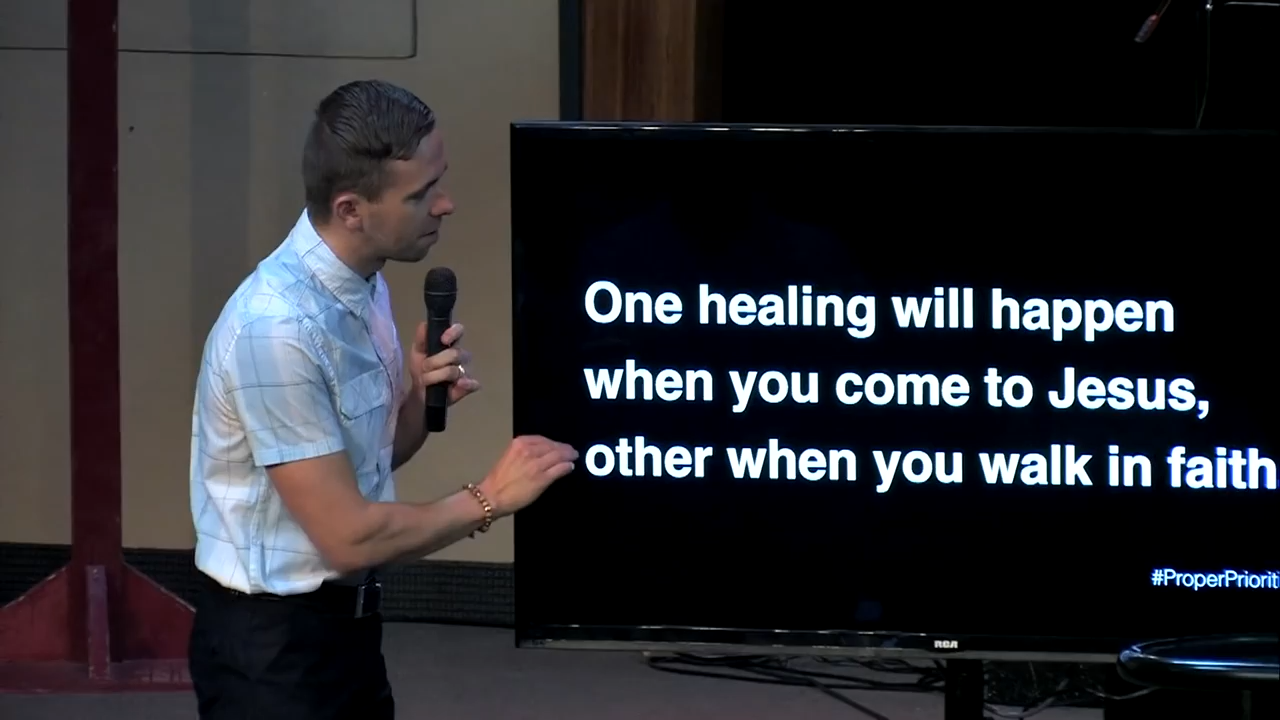 One healing will happen
when you come to Jesus,
other when you walk in faith
#ProperPriorit
RCA